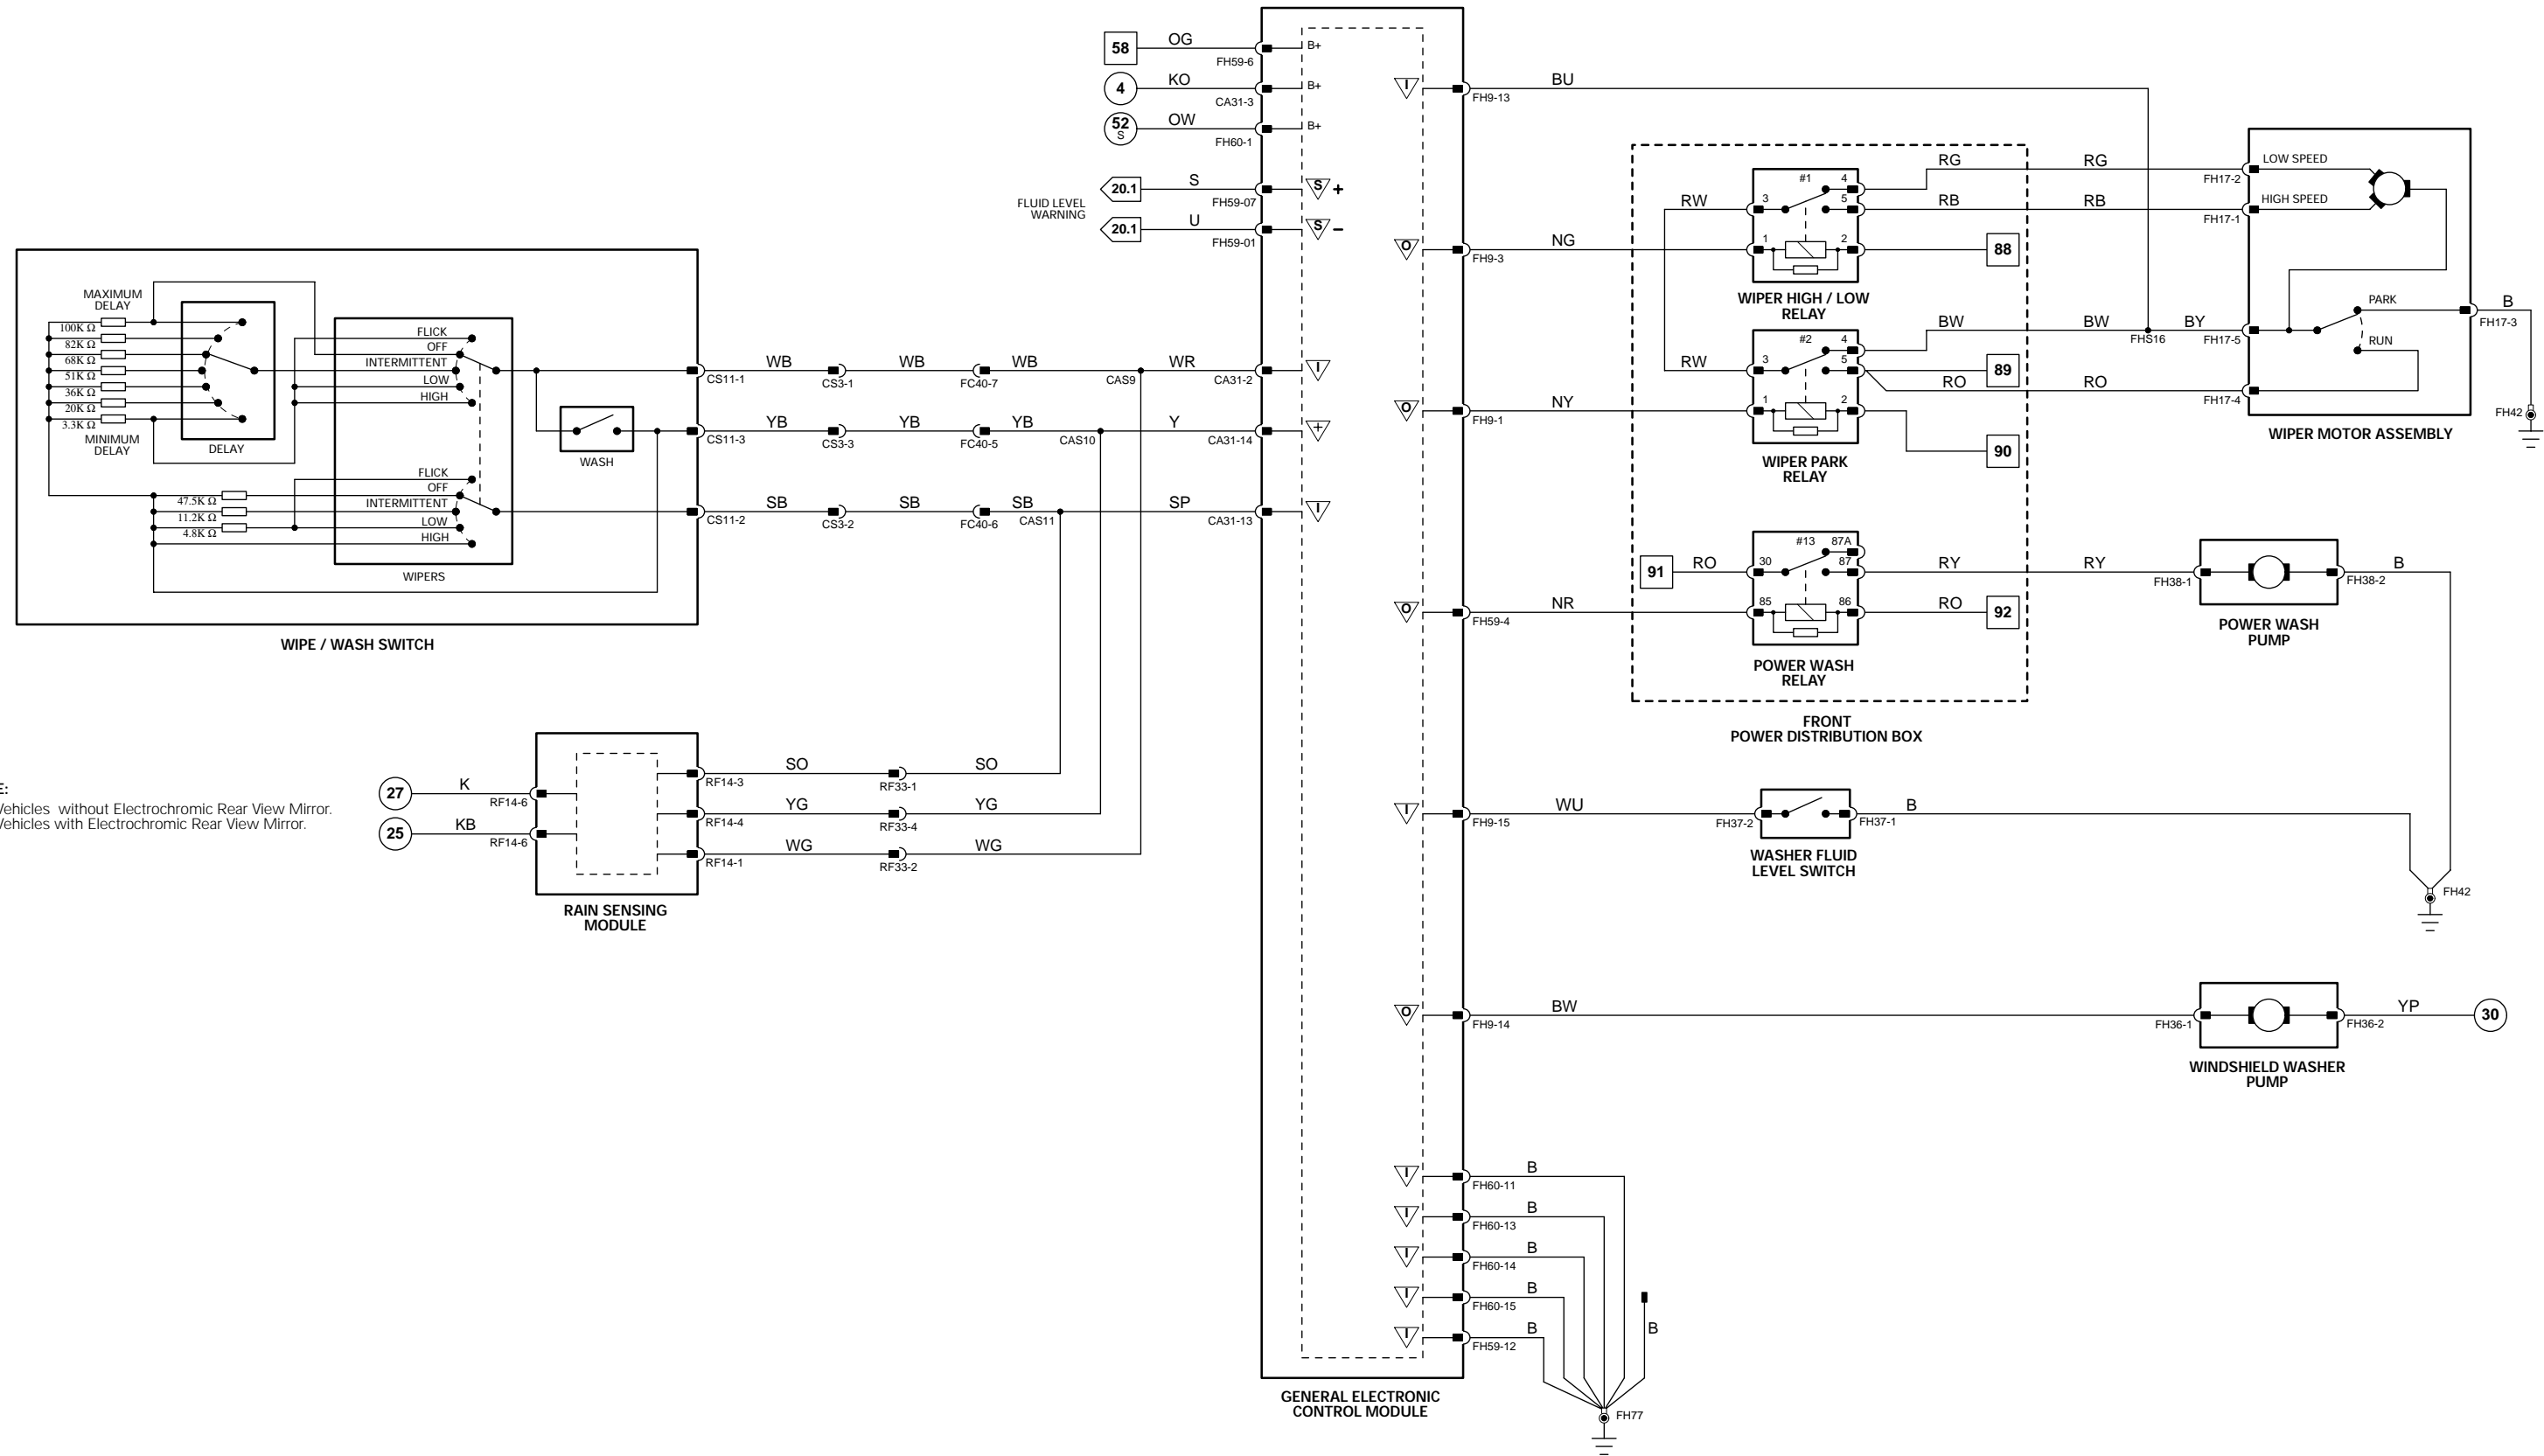 58 OG FH59-6 B+
4 KO CA31-3 B+
52 S OW FH60-1 B+
FLUID LEVEL
WARNING
20.1 S FH59-07 S +
20.1 U FH59-01 S –
I FH9-13 BU
O FH9-3 NG
O FH9-1 NY
O FH59-4 NR
I FH9-15 WU
O FH9-14 BW
I FH60-11 B
I FH60-13 B
I FH60-14 B
I FH60-15 B
I FH59-12 B
B
FH77
GENERAL ELECTRONIC
CONTROL MODULE
MAXIMUM
DELAY
100K Ω
82K Ω
68K Ω
51K Ω
36K Ω
20K Ω
3.3K Ω
MINIMUM
DELAY
DELAY
FLICK
OFF
INTERMITTENT
LOW
HIGH
47.5K Ω
11.2K Ω
4.8K Ω
FLICK
OFF
INTERMITTENT
LOW
HIGH
WIPERS
WASH
WIPE / WASH SWITCH
CS11-1 WB CS3-1 WB FC40-7 WB CAS9 WR CA31-2 I
CS11-3 YB CS3-3 YB FC40-5 YB CAS10 Y CA31-14 +
CS11-2 SB CS3-2 SB FC40-6 SB CAS11 SP CA31-13 I
E:
Vehicles without Electrochromic Rear View Mirror.
Vehicles with Electrochromic Rear View Mirror.
27 K RF14-6
25 KB RF14-6
RF14-3 SO RF33-1 SO
RF14-4 YG RF33-4 YG
RF14-1 WG RF33-2 WG
RAIN SENSING
MODULE
RW #1 3 4 5 1 2 RG RG FH17-2
RB RB FH17-1
88
WIPER HIGH / LOW
RELAY
RW #2 3 4 5 1 2 BW BW FHS16 BY FH17-5
89
RO RO FH17-4
90
WIPER PARK
RELAY
91 RO #13 30 87A 87 85 86 RY RY FH38-1
RO 92
POWER WASH
RELAY
FRONT
POWER DISTRIBUTION BOX
LOW SPEED
HIGH SPEED
PARK
RUN
FH17-3 B
FH42
WIPER MOTOR ASSEMBLY
FH38-2 B
POWER WASH
PUMP
FH37-2 FH37-1 B
WASHER FLUID
LEVEL SWITCH
FH42
FH36-1 FH36-2 YP 30
WINDSHIELD WASHER
PUMP